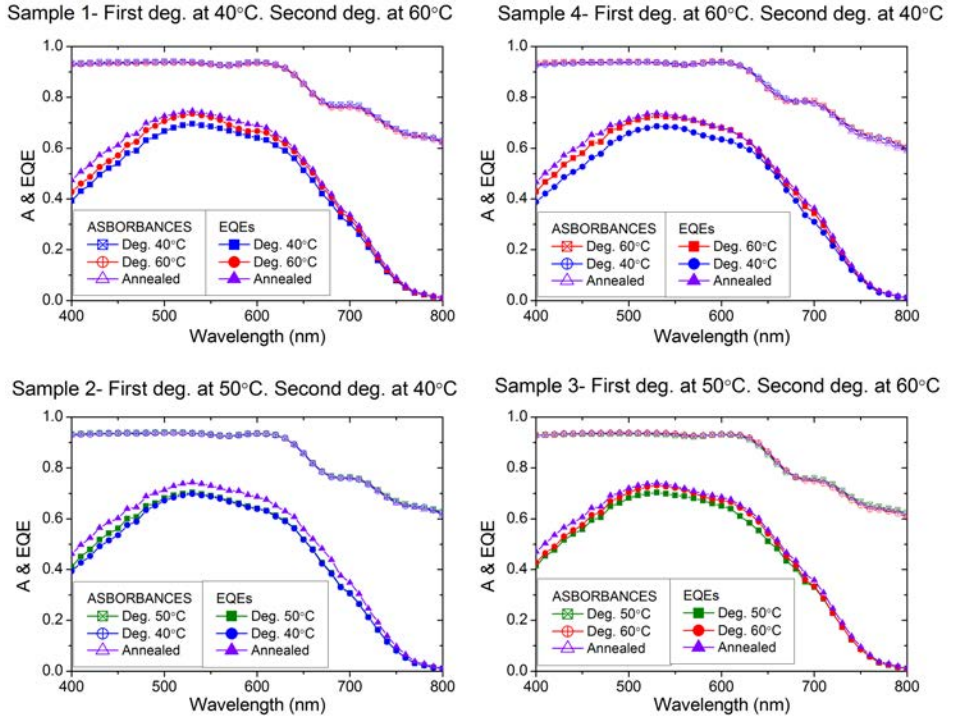 Sample 1- First deg. at 40°C. Second deg. at 60°C
A & EQE
1.0
0.8
0.6
0.4
0.2
0.0
ASBORBANCES
Deg. 40°C
Deg. 60°C
Annealed
EQEs
Deg. 40°C
Deg. 60°C
Annealed
400 500 600 700 800
Wavelength (nm)
Sample 4- First deg. at 60°C. Second deg. at 40°C
A & EQE
1.0
0.8
0.6
0.4
0.2
0.0
ASBORBANCES
Deg. 60°C
Deg. 40°C
Annealed
EQEs
Deg. 60°C
Deg. 40°C
Annealed
400 500 600 700 800
Wavelength (nm)
Sample 2- First deg. at 50°C. Second deg. at 40°C
A & EQE
1.0
0.8
0.6
0.4
0.2
0.0
ASBORBANCES
Deg. 50°C
Deg. 40°C
Annealed
EQEs
Deg. 50°C
Deg. 40°C
Annealed
400 500 600 700 800
Wavelength (nm)
Sample 3- First deg. at 50°C. Second deg. at 60°C
A & EQE
1.0
0.8
0.6
0.4
0.2
0.0
ASBORBANCES
Deg. 50°C
Deg. 60°C
Annealed
EQEs
Deg. 50°C
Deg. 60°C
Annealed
400 500 600 700 800
Wavelength (nm)